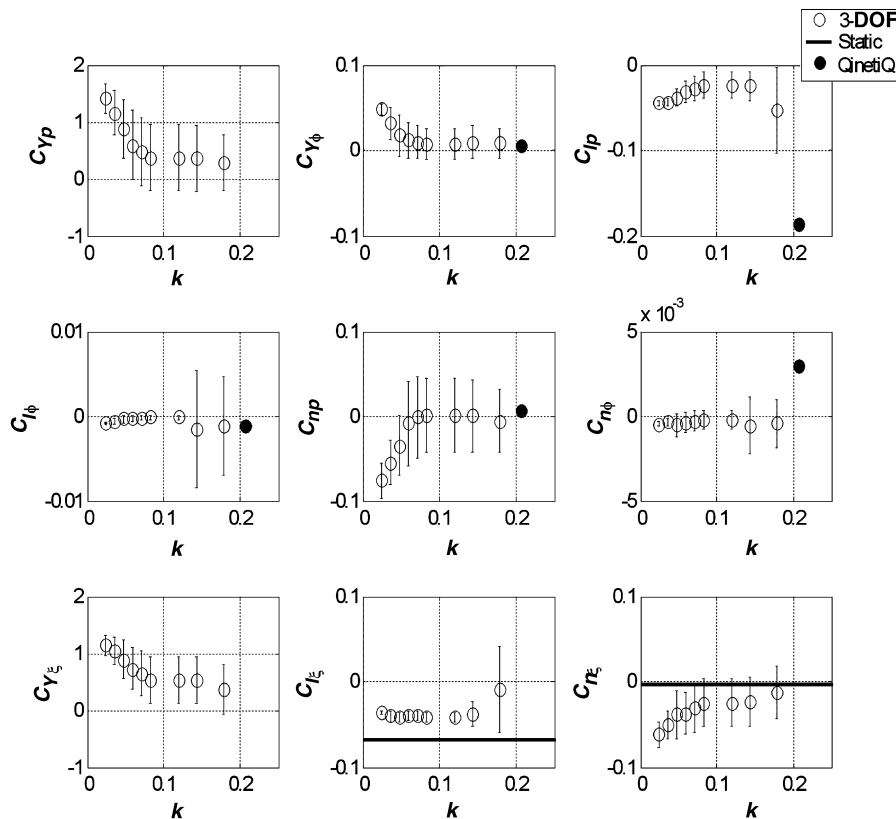 3-DOF
Static
QinetiQ
1
0
-1
0 0.1 0.2
k
C_Yp
2
0.1
0
-0.1
0 0.1 0.2
k
C_Yϕ
0
-0.1
-0.2
0 0.1 0.2
k
C_lp
0.01
0
-0.01
0 0.1 0.2
k
C_lϕ
0.1
0
-0.1
0 0.1 0.2
k
C_np
x 10^-3
5
0
-5
0 0.1 0.2
k
C_nϕ
2
1
0
-1
0 0.1 0.2
k
C_Yξ
0.1
0
-0.1
0 0.1 0.2
k
C_lξ
0.1
0
-0.1
0 0.1 0.2
k
C_nξ